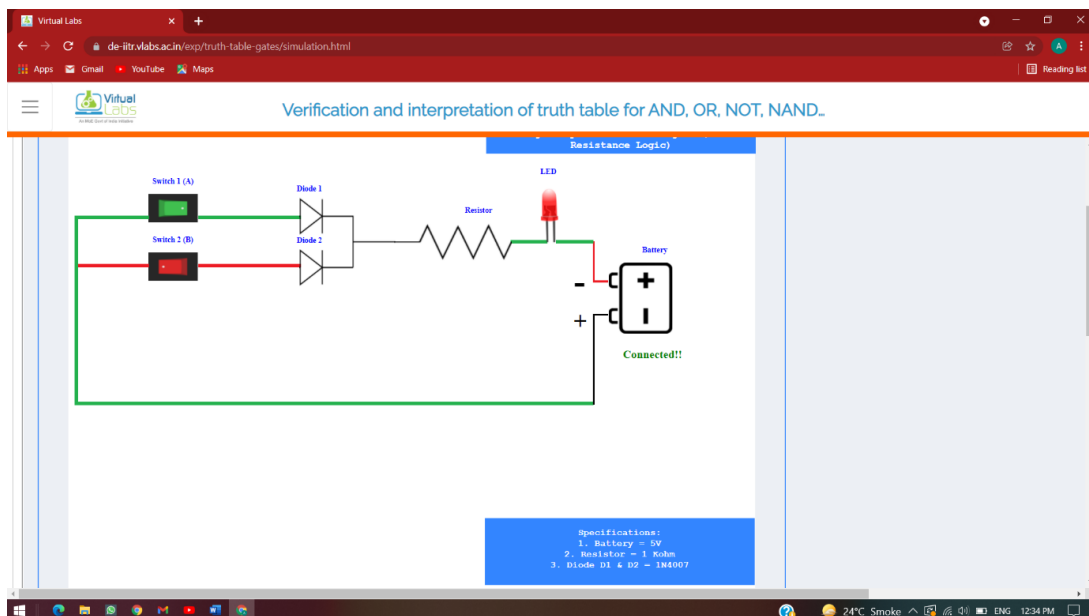 Virtual Labs
de-iitr.vlabs.ac.in/exp/truth-table-gates/simulation.html
A
Apps Gmail YouTube Maps Reading list
Virtual
Labs
Verification and interpretation of truth table for AND, OR, NOT, NAND...
Resistance Logic)
LED
Switch 1 (A)
Diode 1
Resistor
Switch 2 (B)
Diode 2
Battery
- +
+ -
Connected!!
Specifications:
1. Battery = 5V
2. Resistor - 1 Kohm
3. Diode D1 & D2 - 1N4007
24°C Smoke ENG 12:34 PM